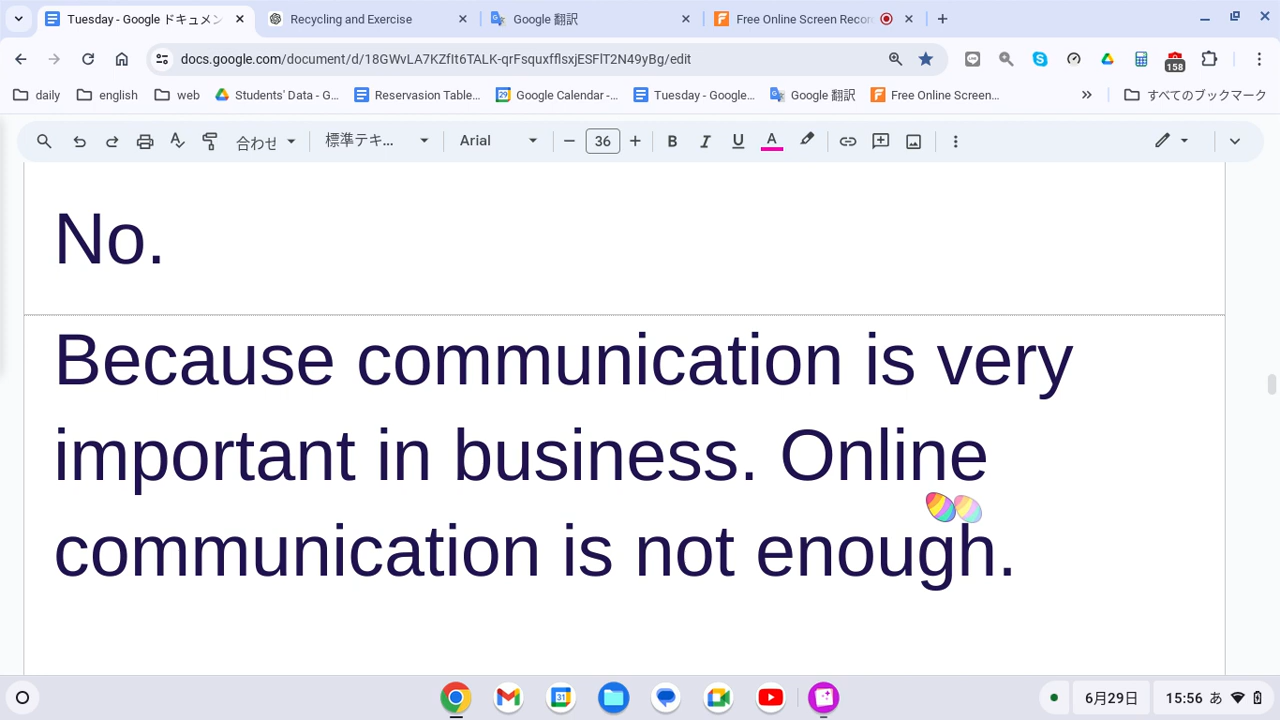 Tuesday - Google ドキュメン
Recycling and Exercise
Google 翻訳
Free Online Screen Recor
docs.google.com/document/d/18GWvLA7KZfIt6TALK-qrFsquxfflsxjESFlT2N49yBg/edit
158
daily
english
web
Students' Data - G...
Reservasion Table...
Google Calendar -...
Tuesday - Google...
Google 翻訳
Free Online Screen...
すべてのブックマーク
合わせ
標準テキ...
Arial
36
B
I
U
A
No.
Because communication is very
important in business. Online
communication is not enough.
31
6月29日
15:56
あ